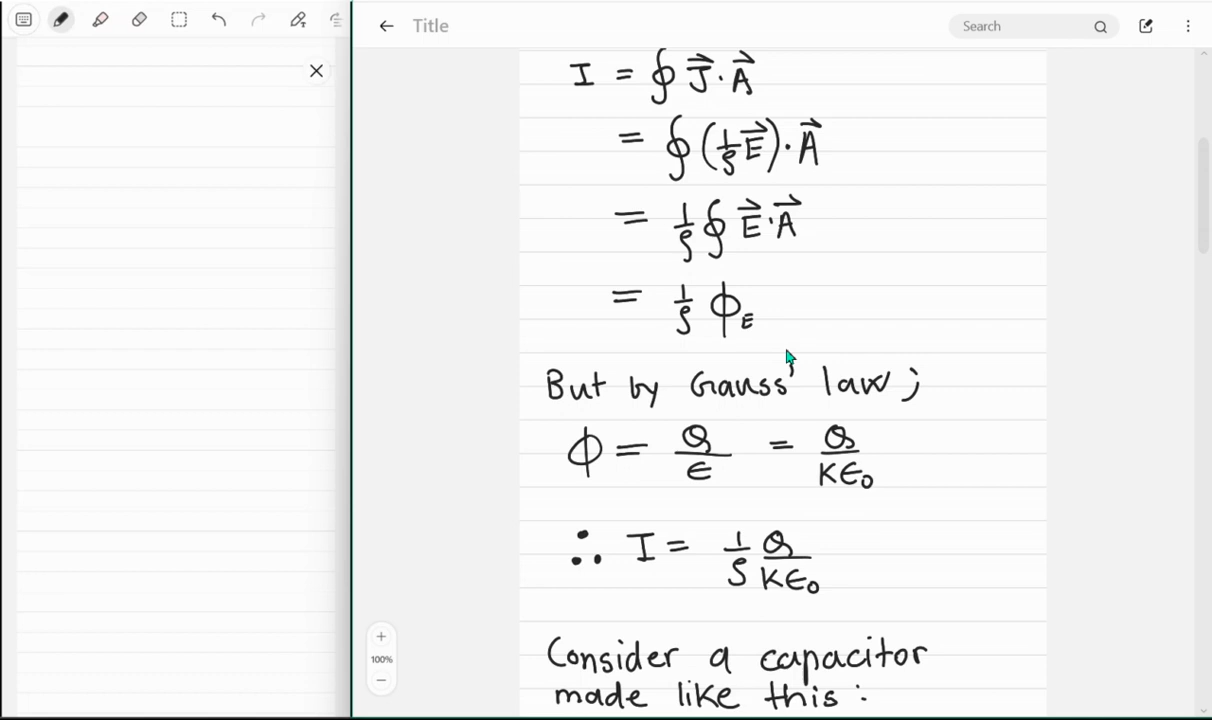 Title
Search
I = ∮ J⃗ · A⃗
= ∮ (1/ρ E⃗) · A⃗
= 1/ρ ∮ E⃗ · A⃗
= 1/ρ ϕ_E
But by Gauss' law;
ϕ = Q/ϵ = Q/Kϵ₀
∴ I = 1/ρ Q/Kϵ₀
100%
Consider a capacitor
made like this :